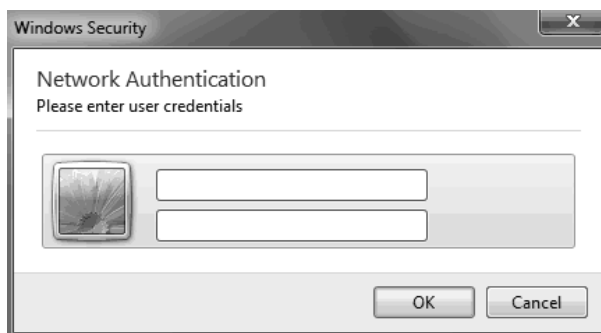 Windows Security
X
Network Authentication
Please enter user credentials
OK
Cancel